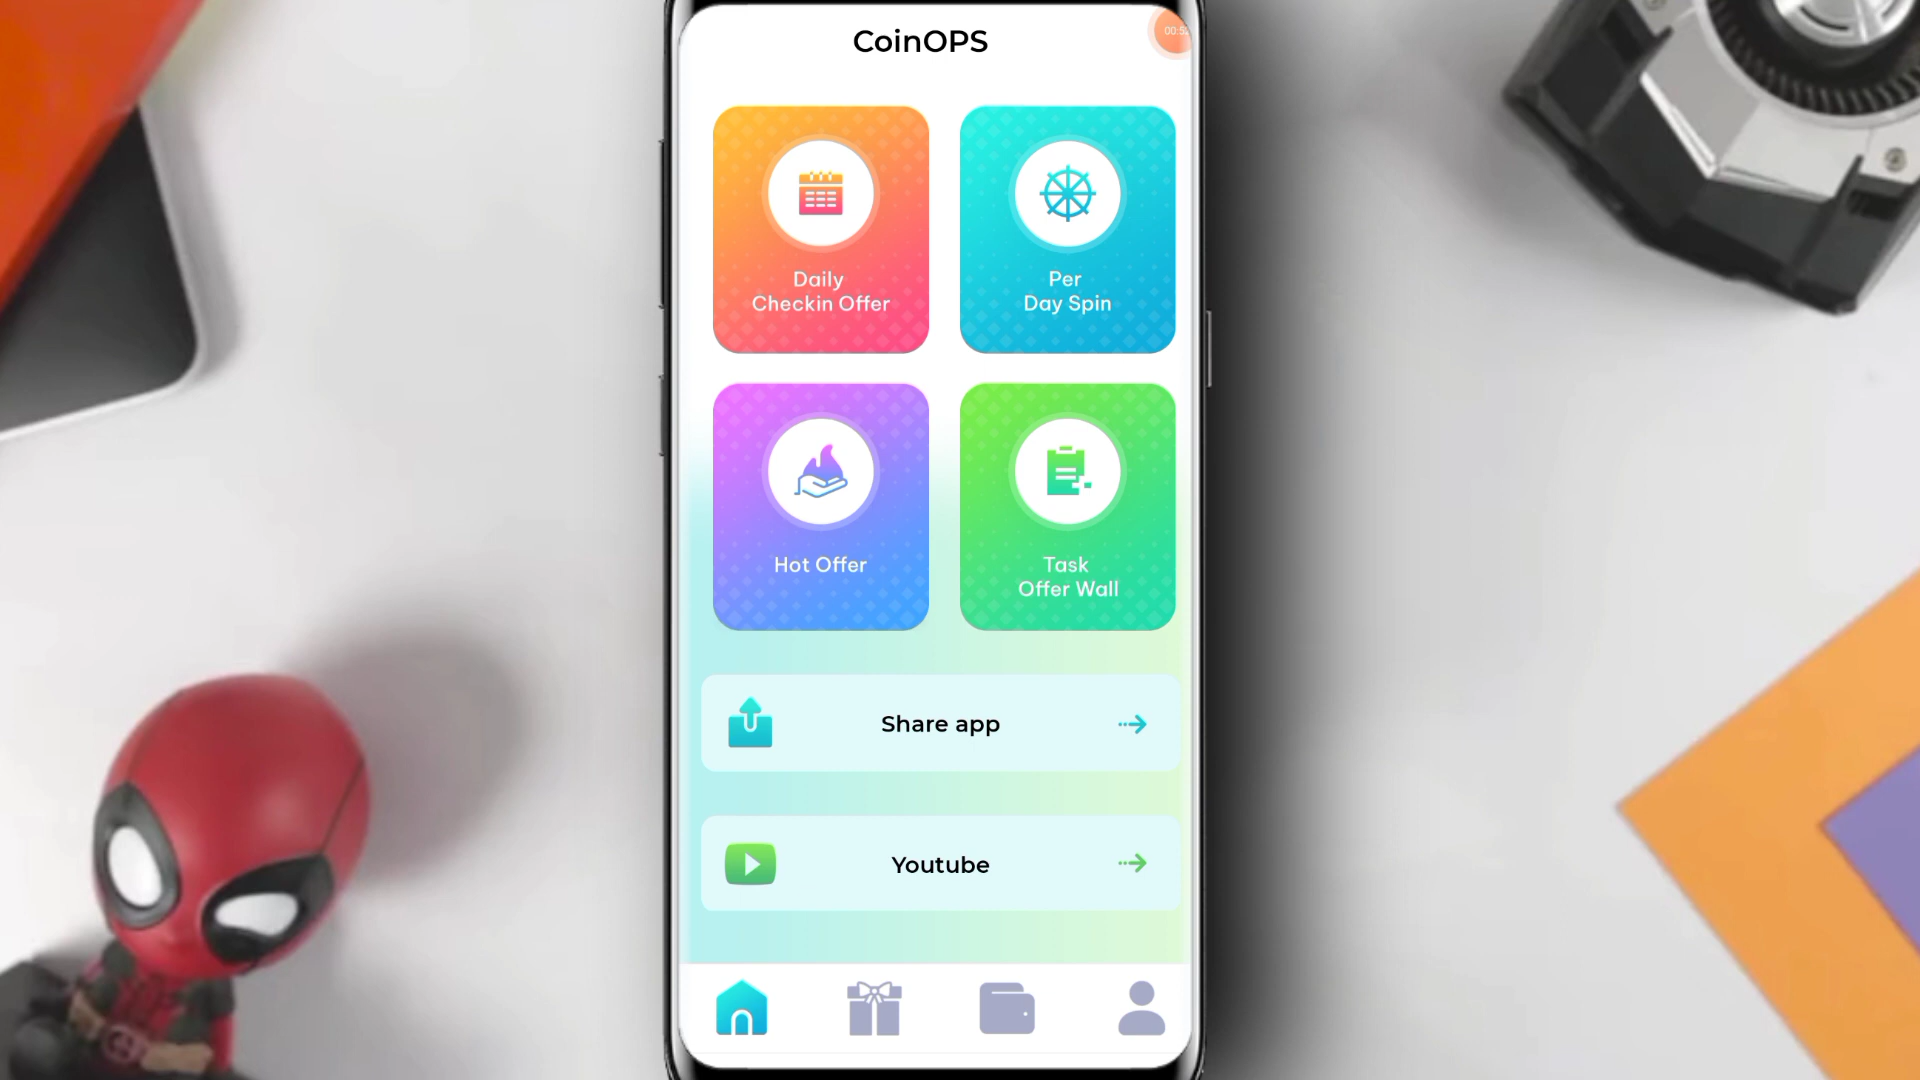 CoinOPS
Daily
Checkin Offer
Per
Day Spin
Hot Offer
Task
Offer Wall
Share app
Youtube